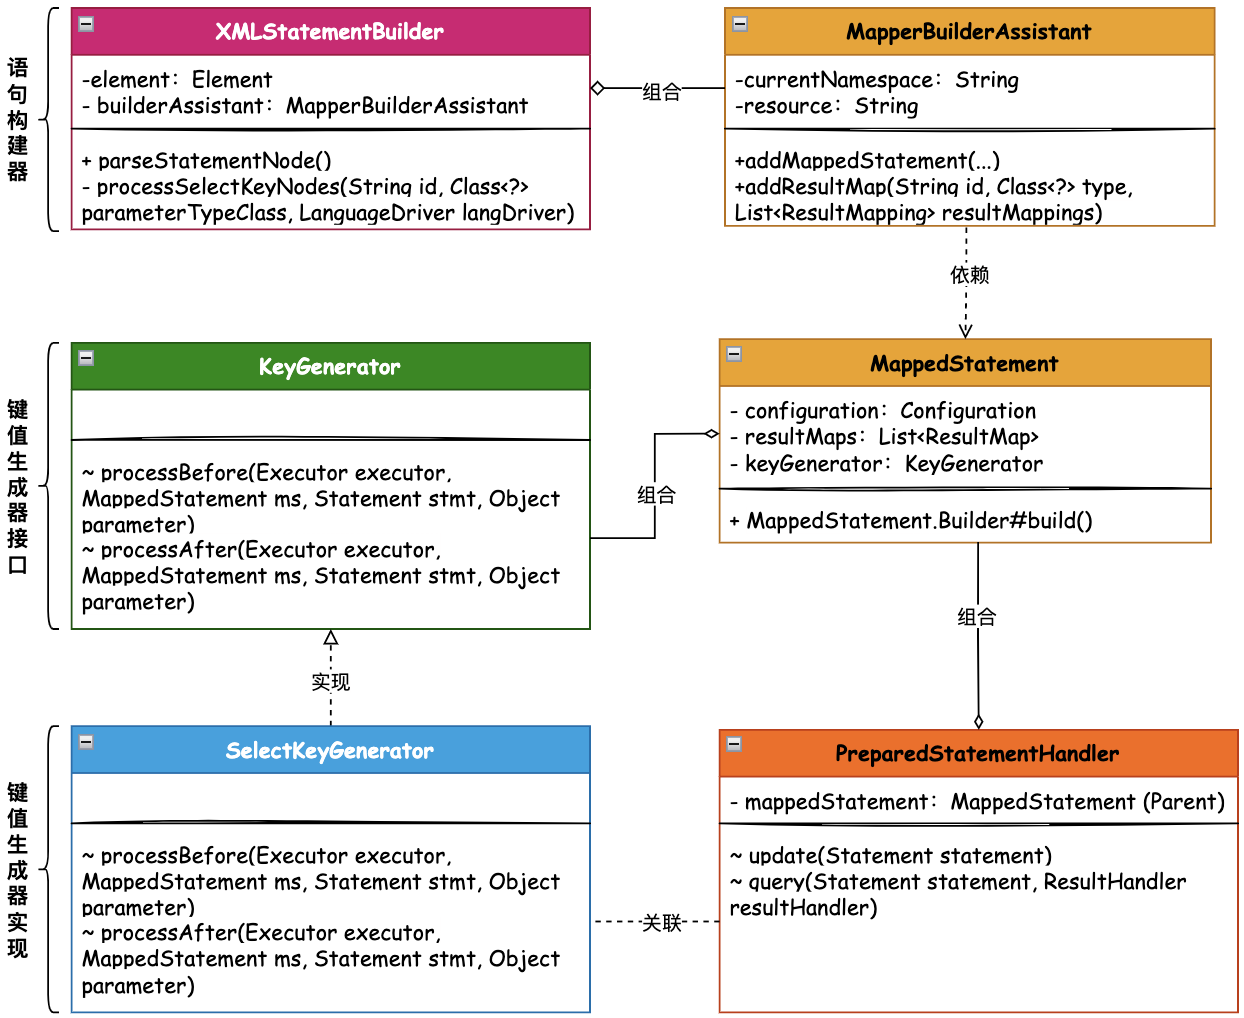 语句构建器
XMLStatementBuilder
-element: Element
- builderAssistant: MapperBuilderAssistant
+ parseStatementNode()
- processSelectKeyNodes(String id, Class<?>
parameterTypeClass, LanguageDriver langDriver)
组合
MapperBuilderAssistant
-currentNamespace: String
-resource: String
+addMappedStatement(...)
+addResultMap(String id, Class<?> type,
List<ResultMapping> resultMappings)
依赖
键值生成器接口
KeyGenerator
~ processBefore(Executor executor,
MappedStatement ms, Statement stmt, Object
parameter)
~ processAfter(Executor executor,
MappedStatement ms, Statement stmt, Object
parameter)
组合
MappedStatement
- configuration: Configuration
- resultMaps: List<ResultMap>
- keyGenerator: KeyGenerator
+ MappedStatement.Builder#build()
实现
组合
键值生成器实现
SelectKeyGenerator
~ processBefore(Executor executor,
MappedStatement ms, Statement stmt, Object
parameter)
~ processAfter(Executor executor,
MappedStatement ms, Statement stmt, Object
parameter)
关联
PreparedStatementHandler
- mappedStatement: MappedStatement (Parent)
~ update(Statement statement)
~ query(Statement statement, ResultHandler
resultHandler)